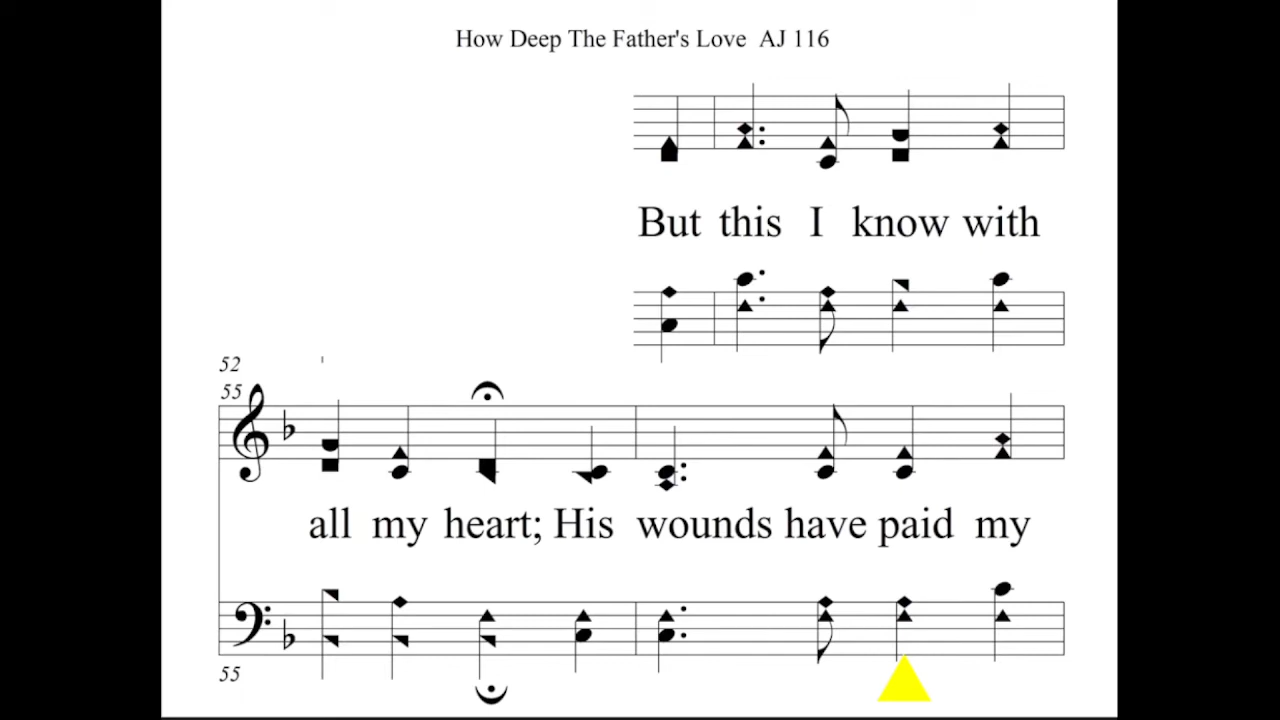 How Deep The Father's Love AJ 116
But this I know with
52
55
all my heart; His wounds have paid my
55